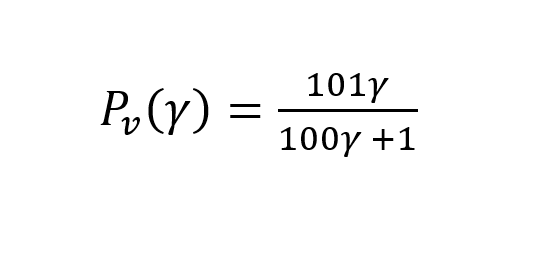 P_v(γ) = 101γ / 100γ + 1